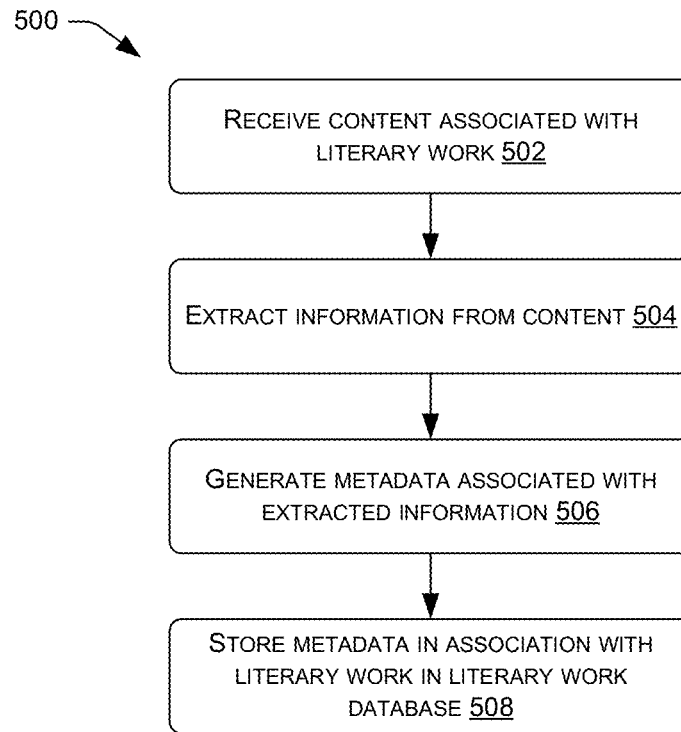 500
RECEIVE CONTENT ASSOCIATED WITH
LITERARY WORK 502
EXTRACT INFORMATION FROM CONTENT 504
GENERATE METADADA ASSOCIATED WITH
EXTRACTED INFORMATION 506
STORE METADATA IN ASSOCIATION WITH
LITERARY WORK IN LITERARY WORK
DATABASE 508